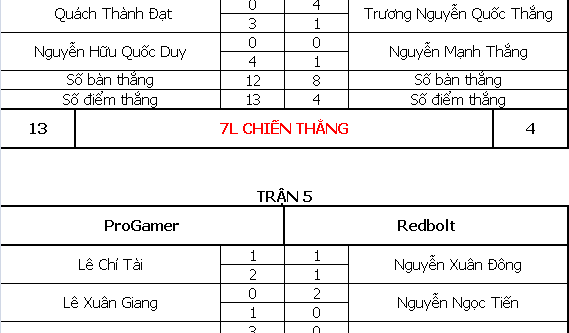 Quách Thành Đạt 0 4 Trương Nguyễn Quốc Thắng
3 1
Nguyễn Hữu Quốc Duy 0 0 Nguyễn Mạnh Thắng
4 1
Số bàn thắng 12 8 Số bàn thắng
Số điểm thắng 13 4 Số điểm thắng
13 7L CHIẾN THẮNG 4
TRẬN 5
ProGamer Redbolt
Lê Chí Tài 1 1 Nguyễn Xuân Đông
2 1
Lê Xuân Giang 0 2 Nguyễn Ngọc Tiến
1 0
3 0